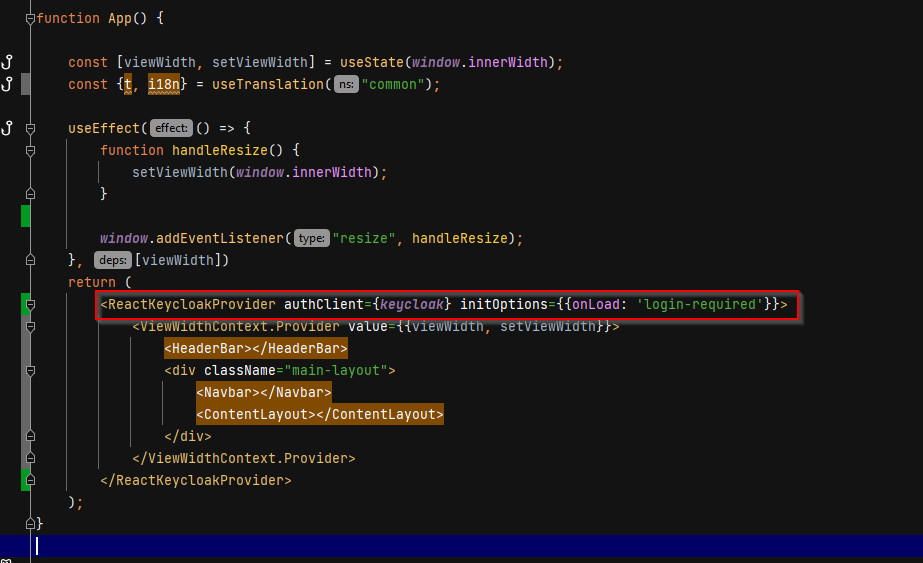 function App() {
const [viewWidth, setViewWidth] = useState(window.innerWidth);
const {t, i18n} = useTranslation( ns: "common");
useEffect( effect: () => {
function handleResize() {
setViewWidth(window.innerWidth);
}
window.addEventListener( type: "resize", handleResize);
}, deps: [viewWidth])
return (
<ReactKeycloakProvider authClient={keycloak} initOptions={{onLoad: 'login-required'}}>
<ViewWidthContext.Provider value={{viewWidth, setViewWidth}}>
<HeaderBar></HeaderBar>
<div className="main-layout">
<Navbar></Navbar>
<ContentLayout></ContentLayout>
</div>
</ViewWidthContext.Provider>
</ReactKeycloakProvider>
);
}